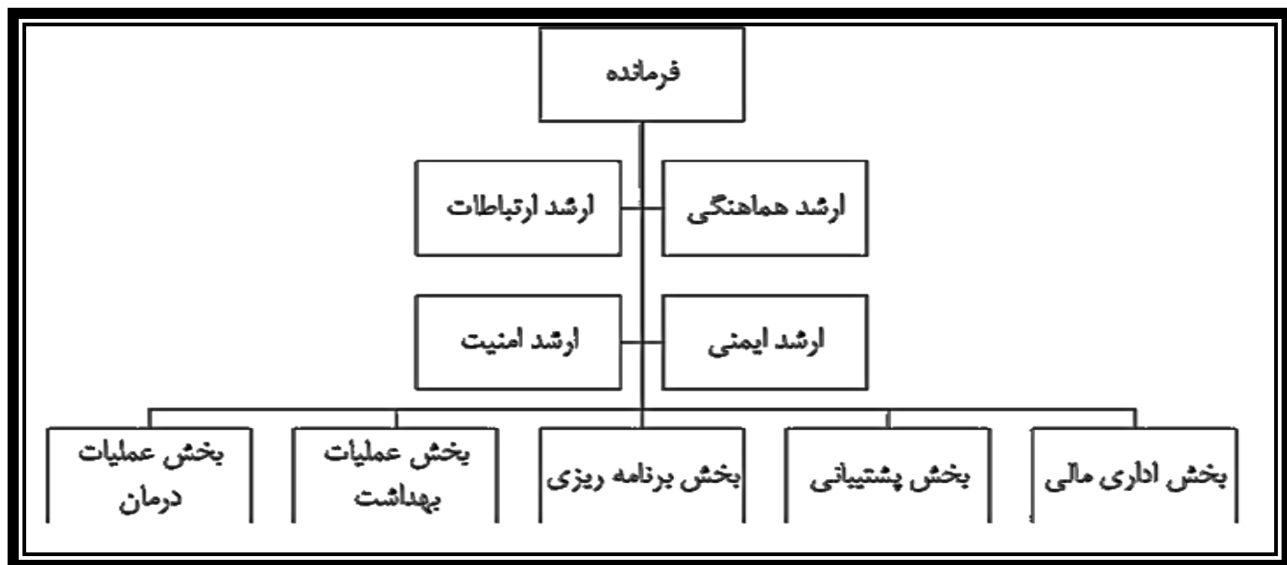 فرمانده
ارشد هماهنگی
ارشد ارتباطات
ارشد ایمنی
ارشد امنیت
بخش اداری مالی
بخش پشتیبانی
بخش برنامه ریزی
بخش عملیات
بهداشت
بخش عملیات
درمان